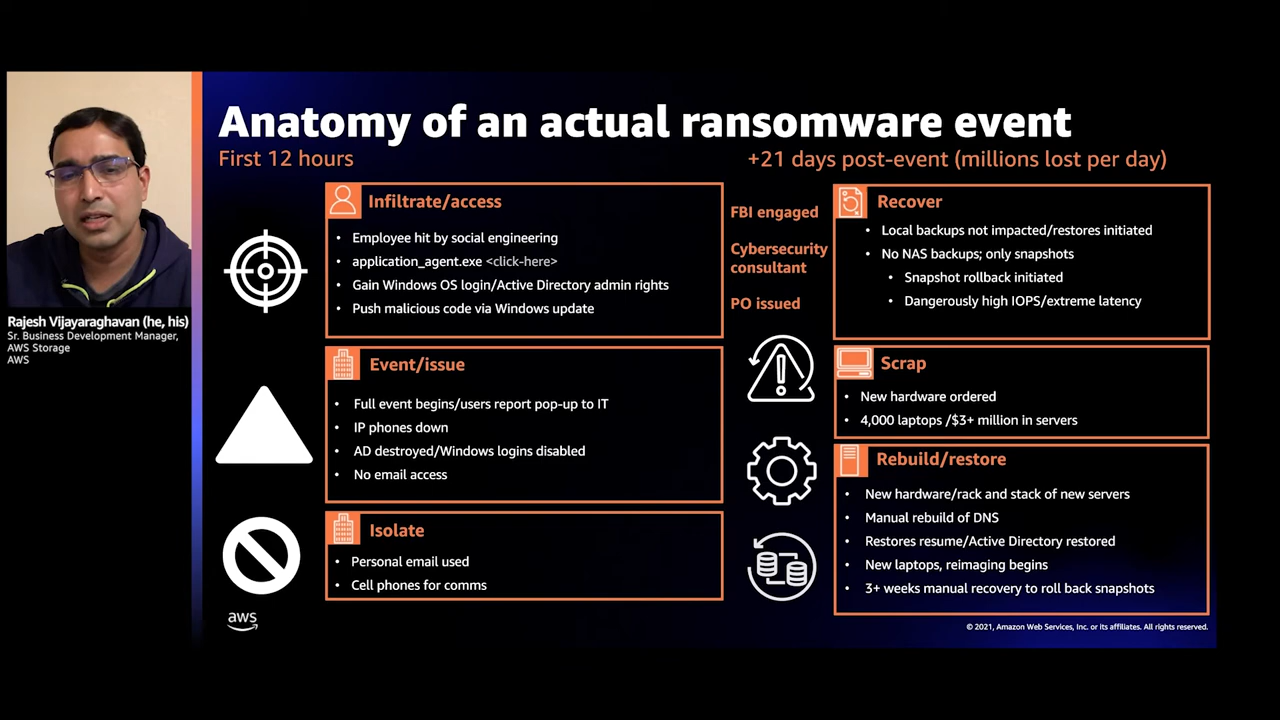 Anatomy of an actual ransomware event
First 12 hours
+21 days post-event (millions lost per day)
Infiltrate/access
• Employee hit by social engineering
• application_agent.exe <click-here>
• Gain Windows OS login/Active Directory admin rights
• Push malicious code via Windows update
Event/issue
• Full event begins/users report pop-up to IT
• IP phones down
• AD destroyed/Windows logins disabled
• No email access
Isolate
• Personal email used
• Cell phones for comms
FBI engaged
Cybersecurity
consultant
PO issued
Recover
• Local backups not impacted/restores initiated
• No NAS backups; only snapshots
• Snapshot rollback initiated
• Dangerously high IOPS/extreme latency
Scrap
• New hardware ordered
• 4,000 laptops /$3+ million in servers
Rebuild/restore
• New hardware/rack and stack of new servers
• Manual rebuild of DNS
• Restores resume/Active Directory restored
• New laptops, reimaging begins
• 3+ weeks manual recovery to roll back snapshots
Rajesh Vijayaraghavan (he, his)
Sr. Business Development Manager,
AWS Storage
AWS
aws
© 2021, Amazon Web Services, Inc. or its affiliates. All rights reserved.